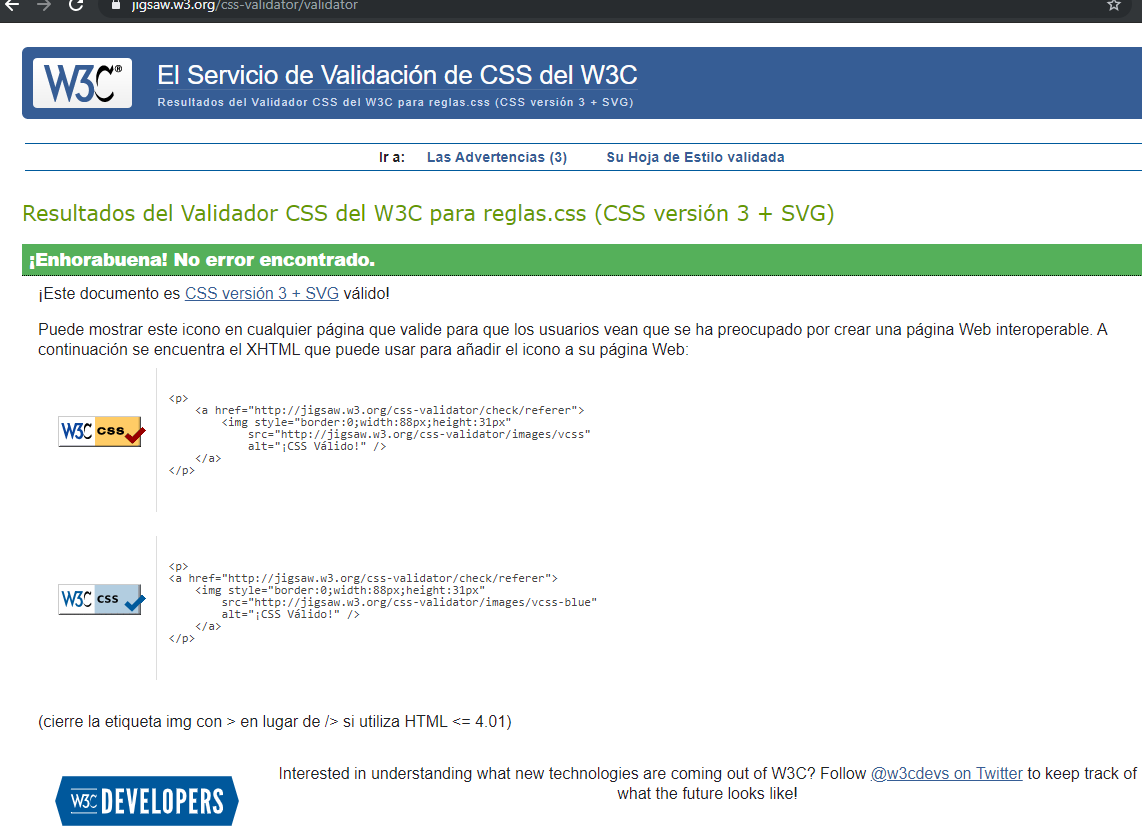 jigsaw.w3.org/css-validator/validator
W3C® El Servicio de Validación de CSS del W3C
Resultados del Validador CSS del W3C para reglas.css (CSS versión 3 + SVG)
Ir a: Las Advertencias (3) Su Hoja de Estilo validada
Resultados del Validador CSS del W3C para reglas.css (CSS versión 3 + SVG)
¡Enhorabuena! No error encontrado.
¡Este documento es CSS versión 3 + SVG válido!
Puede mostrar este icono en cualquier página que valide para que los usuarios vean que se ha preocupado por crear una página Web interoperable. A
continuación se encuentra el XHTML que puede usar para añadir el icono a su página Web:
W3C css
<p>
<a href="http://jigsaw.w3.org/css-validator/check/referer">
<img style="border:0;width:88px;height:31px"
src="http://jigsaw.w3.org/css-validator/images/vcss"
alt="¡CSS Válido!" />
</a>
</p>
W3C css
<p>
<a href="http://jigsaw.w3.org/css-validator/check/referer">
<img style="border:0;width:88px;height:31px"
src="http://jigsaw.w3.org/css-validator/images/vcss-blue"
alt="¡CSS Válido!" />
</a>
</p>
(cierre la etiqueta img con > en lugar de /> si utiliza HTML <= 4.01)
W3C DEVELOPERS
Interested in understanding what new technologies are coming out of W3C? Follow @w3cdevs on Twitter to keep track of
what the future looks like!